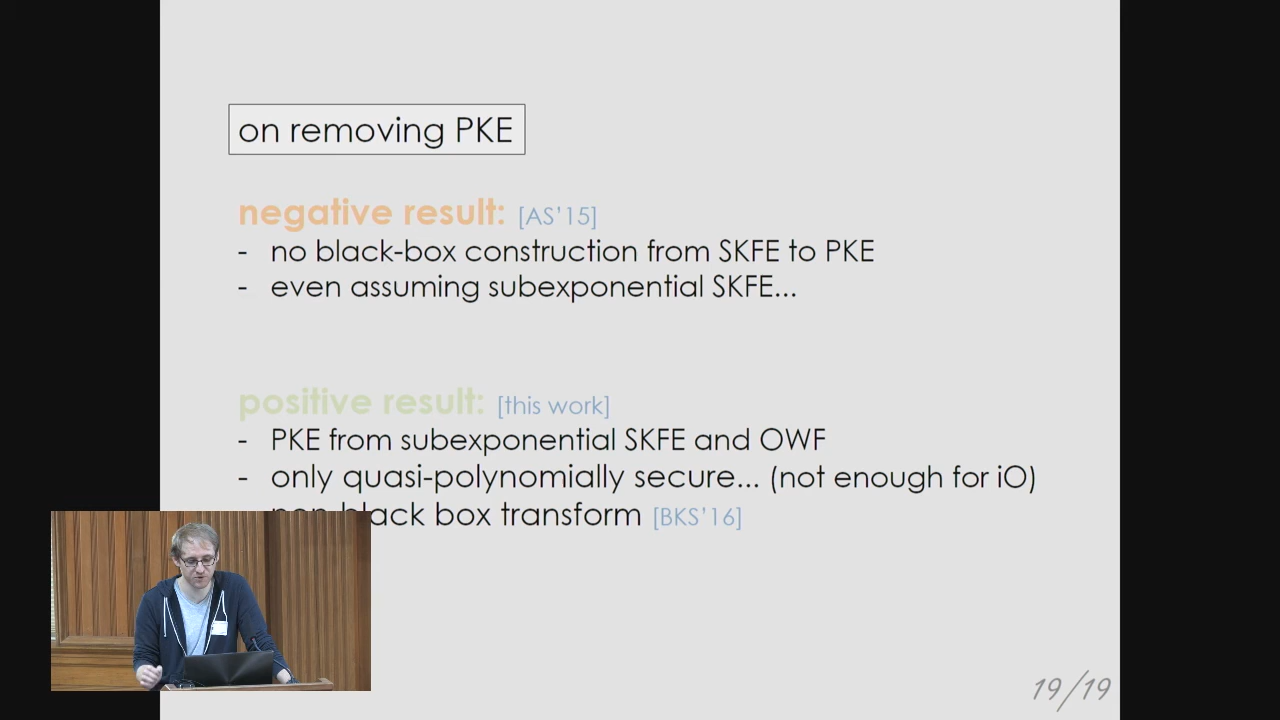 on removing PKE
negative result: [AS'15]
- no black-box construction from SKFE to PKE
- even assuming subexponential SKFE...
positive result: [this work]
- PKE from subexponential SKFE and OWF
- only quasi-polynomially secure... (not enough for iO)
black box transform [BKS'16]
19/19